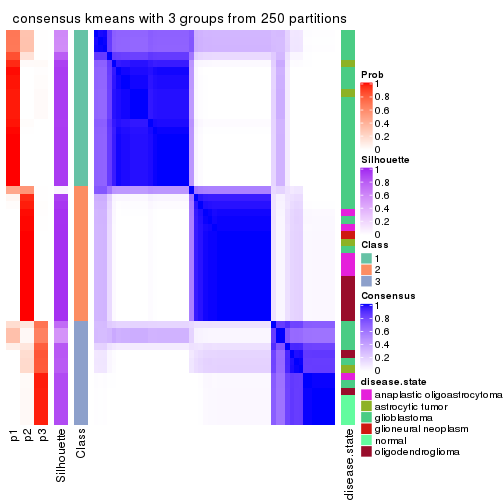 consensus kmeans with 3 groups from 250 partitions
Prob
1
0.8
0.6
0.4
0.2
0
Silhouette
1
0.8
0.6
0.4
0.2
0
Class
1
2
3
Consensus
1
0.8
0.6
0.4
0.2
0
disease.state
anaplastic oligoastrocytoma
astrocytic tumor
glioblastoma
glioneural neoplasm
normal
oligodendroglioma
p1
p2
p3
Silhouette
Class
disease.state